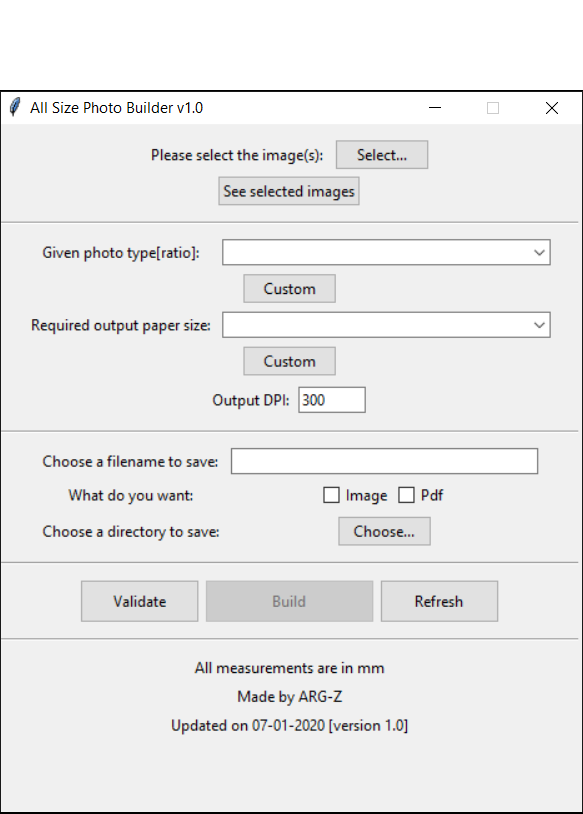 All Size Photo Builder v1.0
Please select the image(s): Select...
See selected images
Given photo type[ratio]:
Custom
Required output paper size:
Custom
Output DPI: 300
Choose a filename to save:
What do you want: Image Pdf
Choose a directory to save: Choose...
Validate Build Refresh
All measurements are in mm
Made by ARG-Z
Updated on 07-01-2020 [version 1.0]